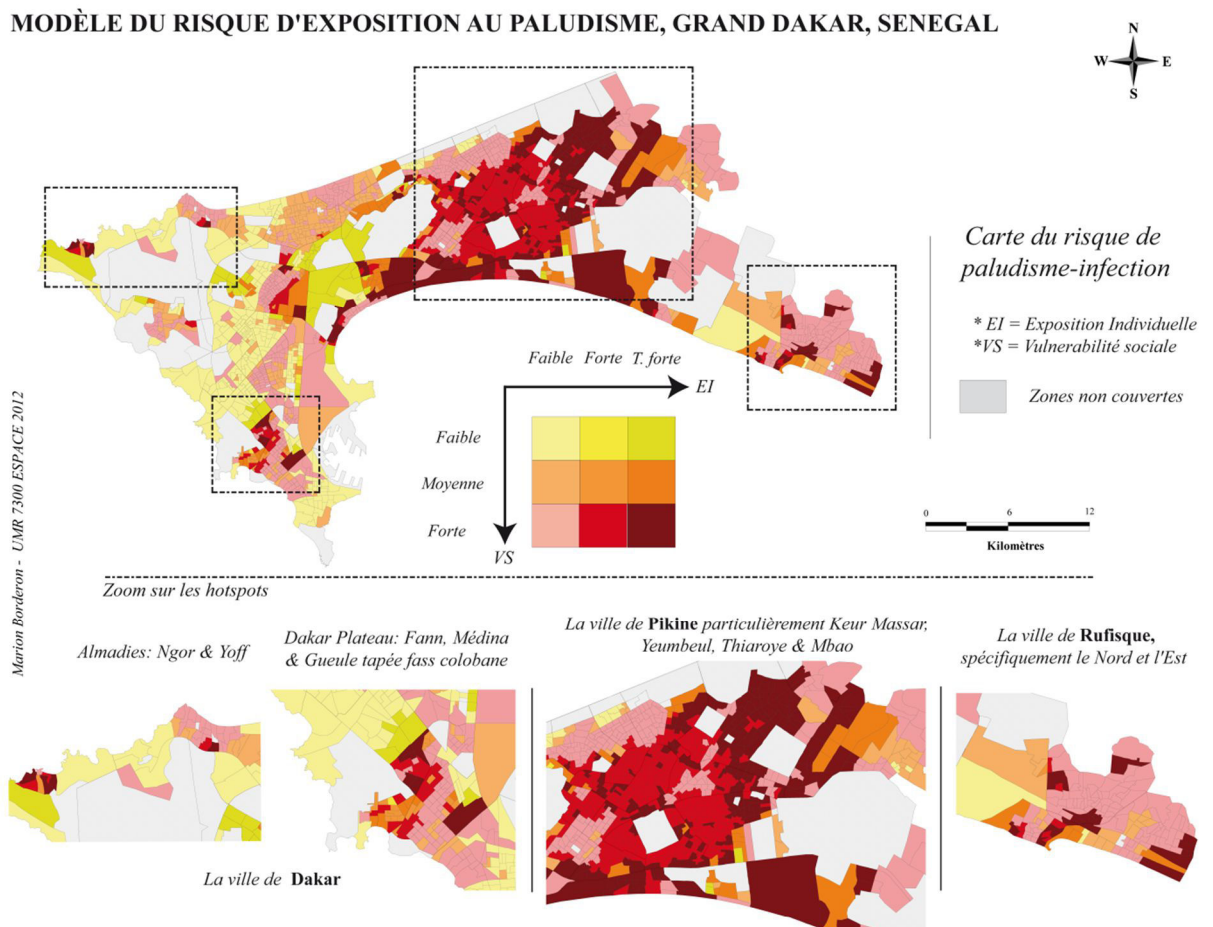 MODÈLE DU RISQUE D'EXPOSITION AU PALUDISME, GRAND DAKAR, SENEGAL
N
W E
S
Carte du risque de
paludisme-infection
* EI = Exposition Individuelle
*VS = Vulnerabilité sociale
Zones non couvertes
Faible Forte T. forte
EI
Faible
Moyenne
Forte
VS
0 6 12
Kilomètres
Marion Borderon - UMR 7300 ESPACE 2012
Zoom sur les hotspots
Almadies: Ngor & Yoff
Dakar Plateau: Fann, Médina
& Gueule tapée fass colobane
La ville de Pikine particulièrement Keur Massar,
Yeumbeul, Thiaroye & Mbao
La ville de Rufisque,
spécifiquement le Nord et l'Est
La ville de Dakar